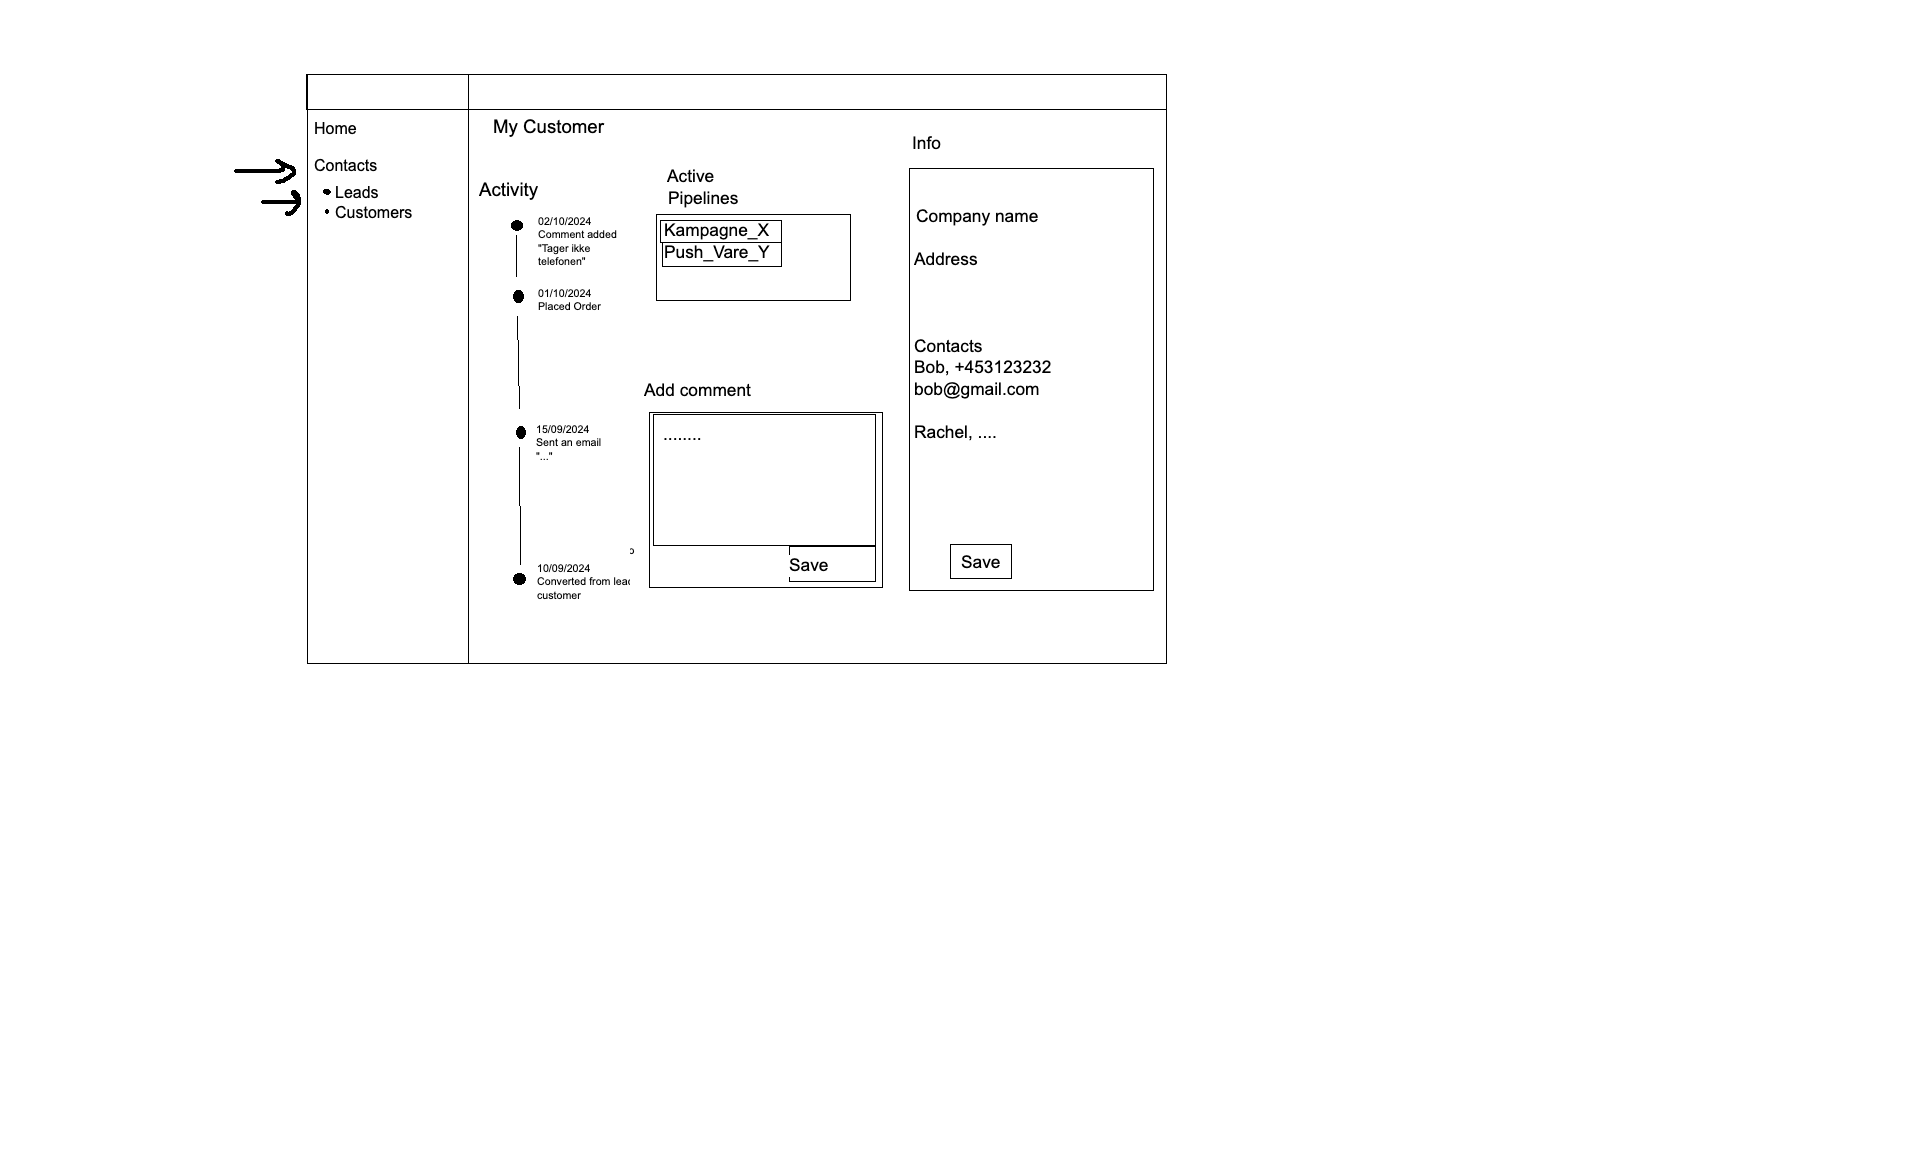 Home
Contacts
Leads
Customers
My Customer
Activity
02/10/2024
Comment added
"Tager ikke
telefonen"
01/10/2024
Placed Order
15/09/2024
Sent an email
"..."
10/09/2024
Converted from lead
customer
Active
Pipelines
Kampagne_X
Push_Vare_Y
Add comment
........
Save
Info
Company name
Address
Contacts
Bob, +453123232
bob@gmail.com
Rachel, ....
Save